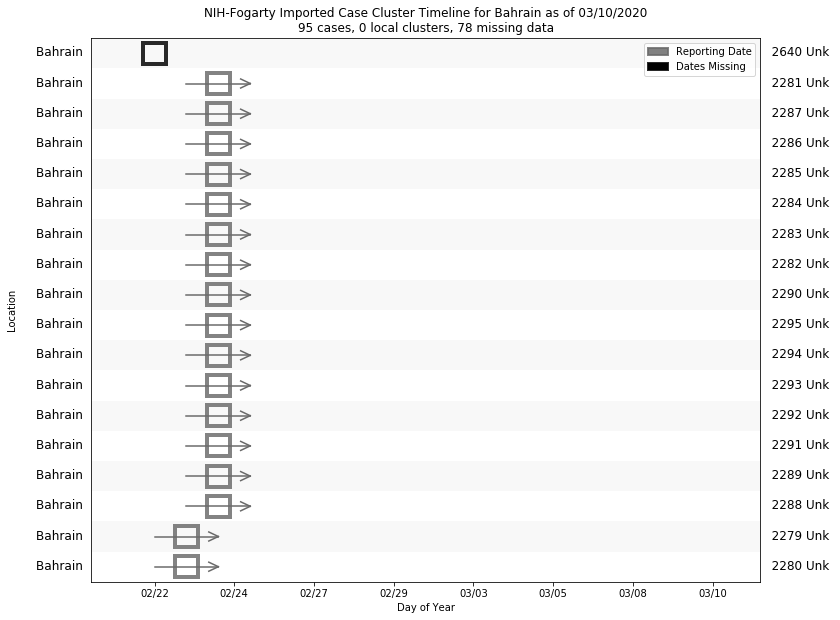 NIH-Fogarty Imported Case Cluster Timeline for Bahrain as of 03/10/2020
95 cases, 0 local clusters, 78 missing data
Reporting Date
Dates Missing
Bahrain 2640 Unk
Bahrain 2281 Unk
Bahrain 2287 Unk
Bahrain 2286 Unk
Bahrain 2285 Unk
Bahrain 2284 Unk
Bahrain 2283 Unk
Bahrain 2282 Unk
Bahrain 2290 Unk
Bahrain 2295 Unk
Bahrain 2294 Unk
Bahrain 2293 Unk
Bahrain 2292 Unk
Bahrain 2291 Unk
Bahrain 2289 Unk
Bahrain 2288 Unk
Bahrain 2279 Unk
Bahrain 2280 Unk
Location
02/22 02/24 02/27 02/29 03/03 03/05 03/08 03/10
Day of Year